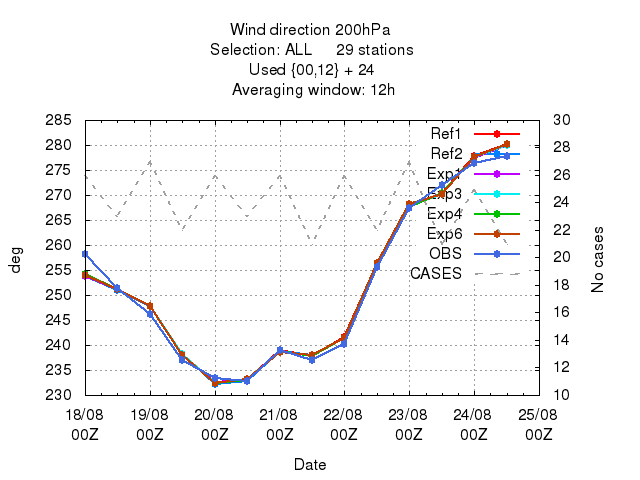 Wind direction 200hPa
Selection: ALL 29 stations
Used {00,12} + 24
Averaging window: 12h
285 30
280 28
275 26
270 24
265 22
260 20
255 18
250 16
245 14
240 12
235 10
230
deg
No cases
Ref1
Ref2
Exp1
Exp3
Exp4
Exp6
OBS
CASES
18/08 19/08 20/08 21/08 22/08 23/08 24/08 25/08
00Z 00Z 00Z 00Z 00Z 00Z 00Z 00Z
Date